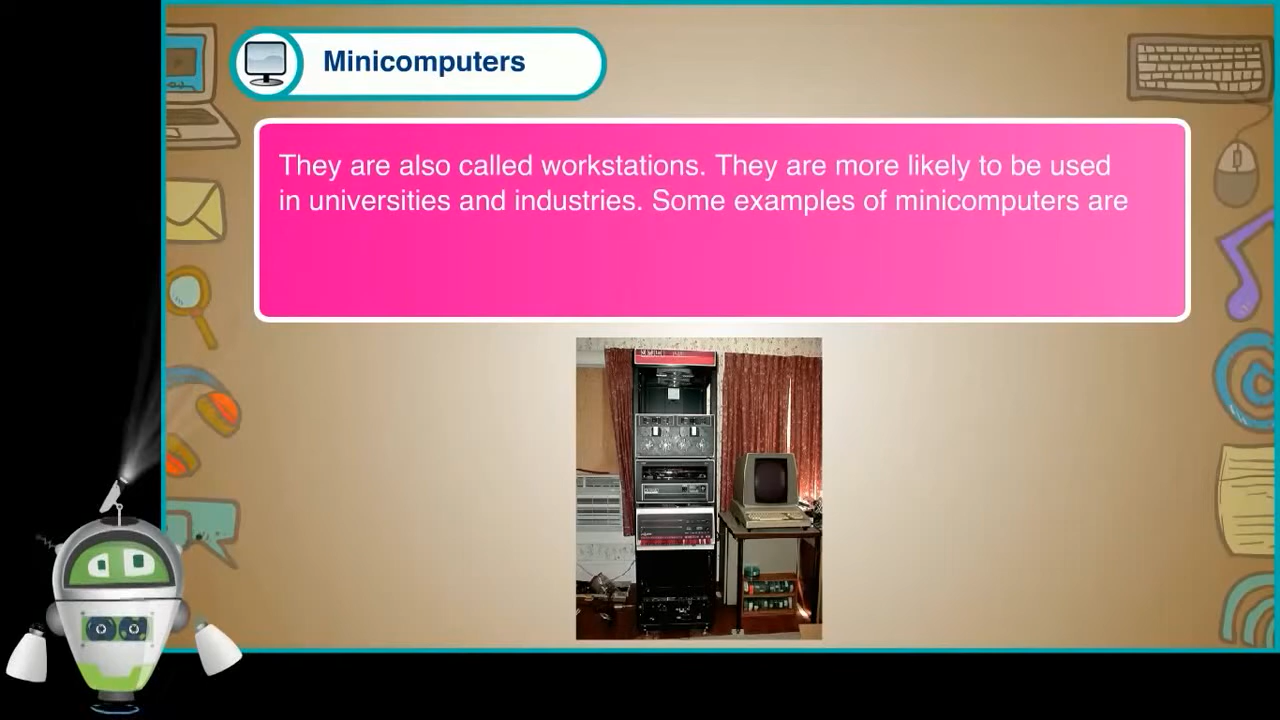 Minicomputers
They are also called workstations. They are more likely to be used
in universities and industries. Some examples of minicomputers are